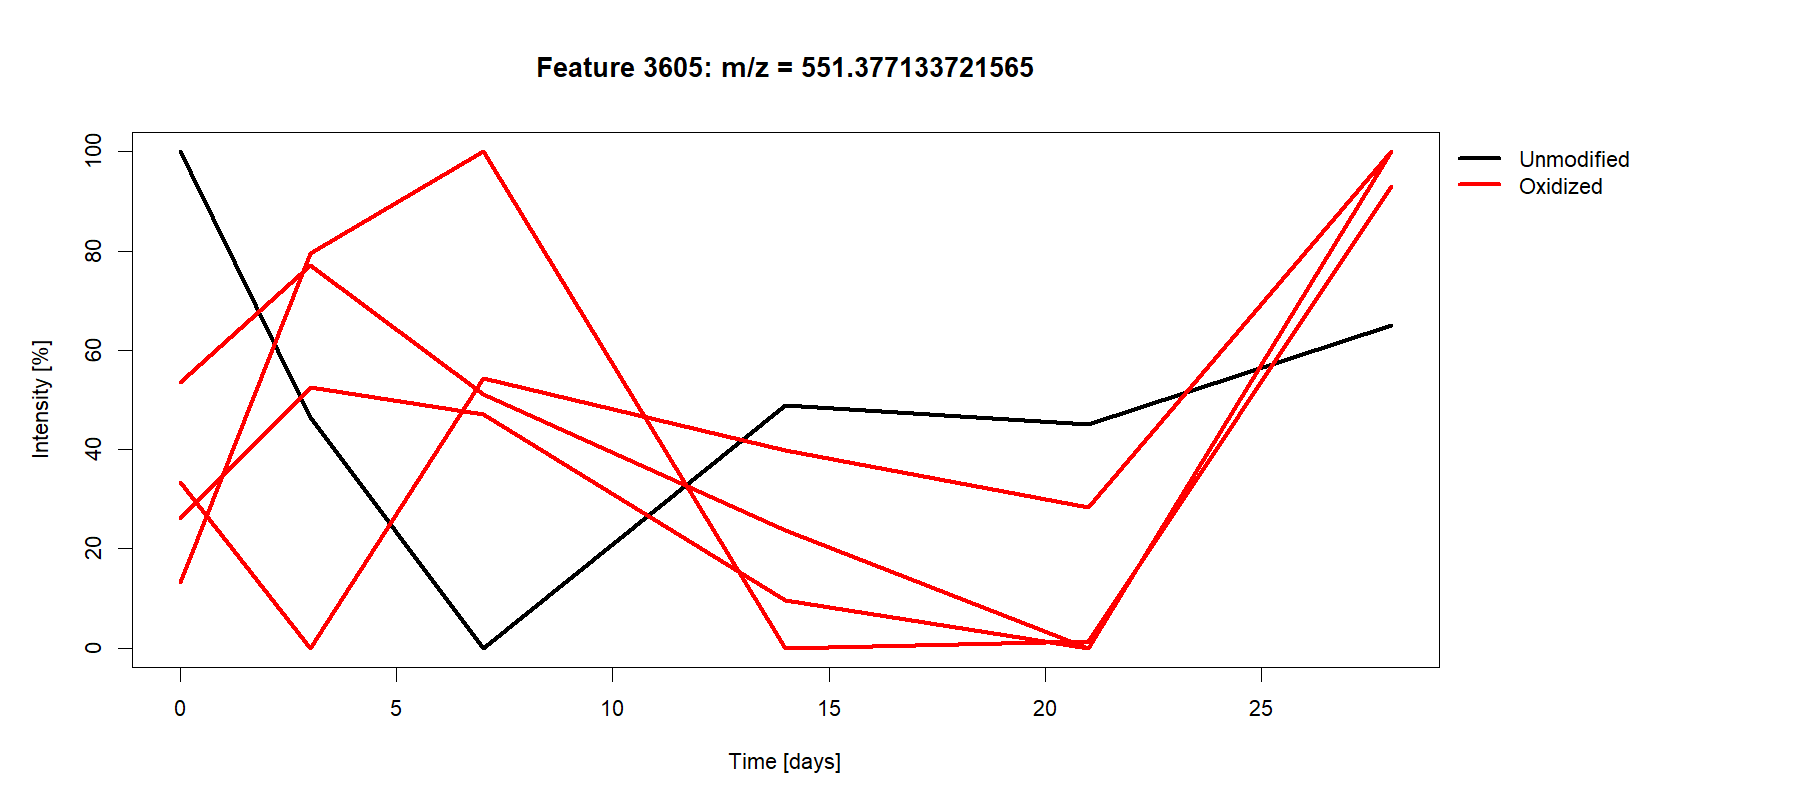 Feature 3605: m/z = 551.377133721565
Unmodified
Oxidized
Intensity [%]
100
80
60
40
20
0
0 5 10 15 20 25
Time [days]